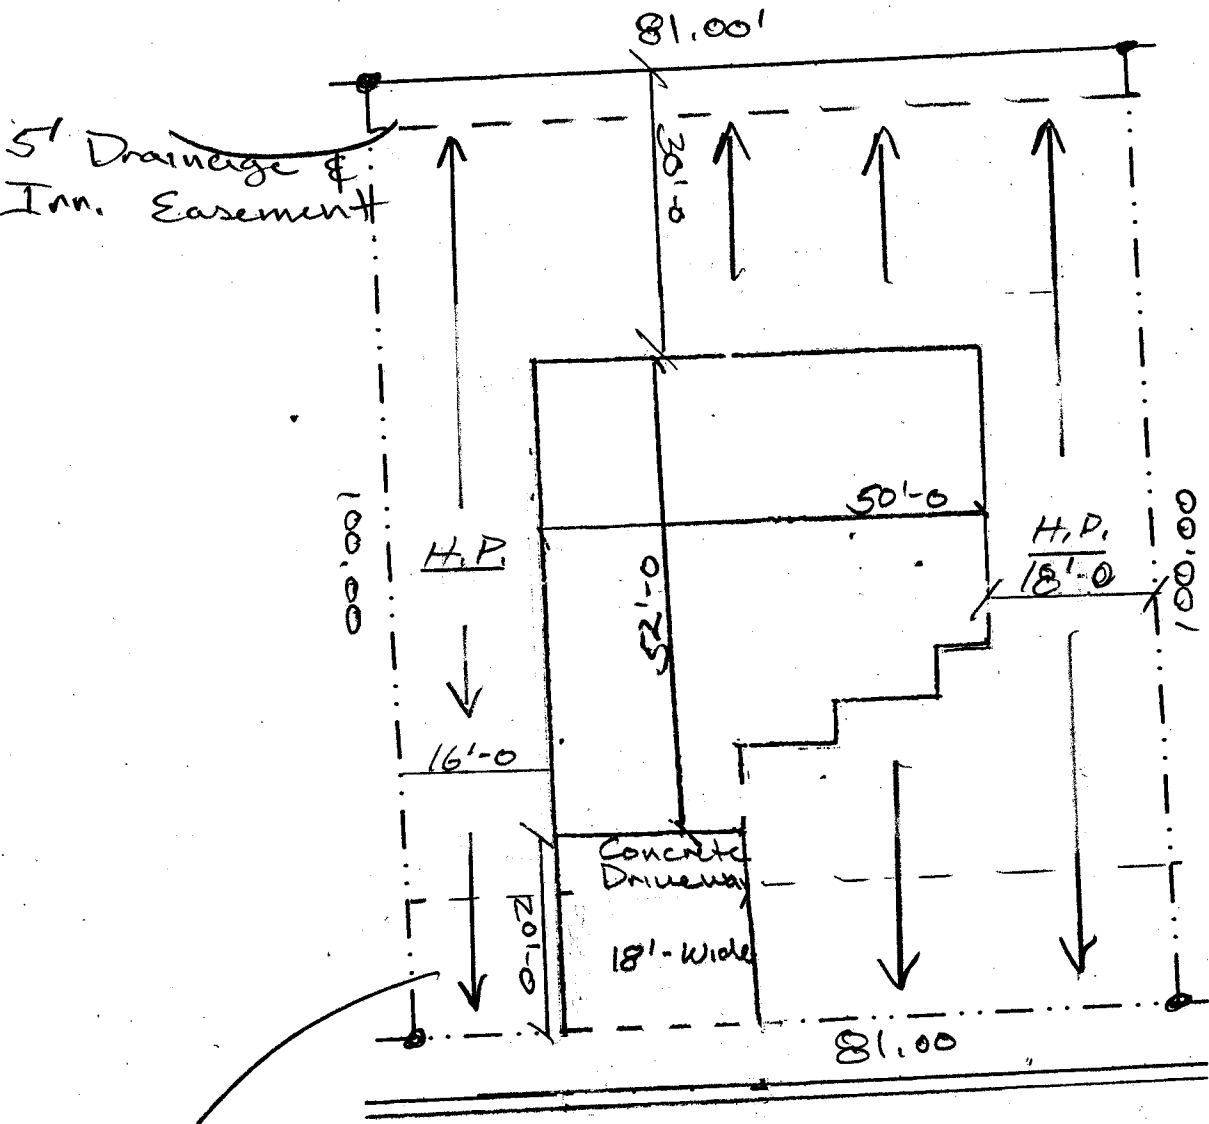 81.00'
5' Drainage &
Irr. Easement
30'-0
100.00
H.P.
50'-0
52'-0
H.P.
18'-0
100.00
16'-0
Concrete
Driveway
18'-Wide
20'-0
81.00